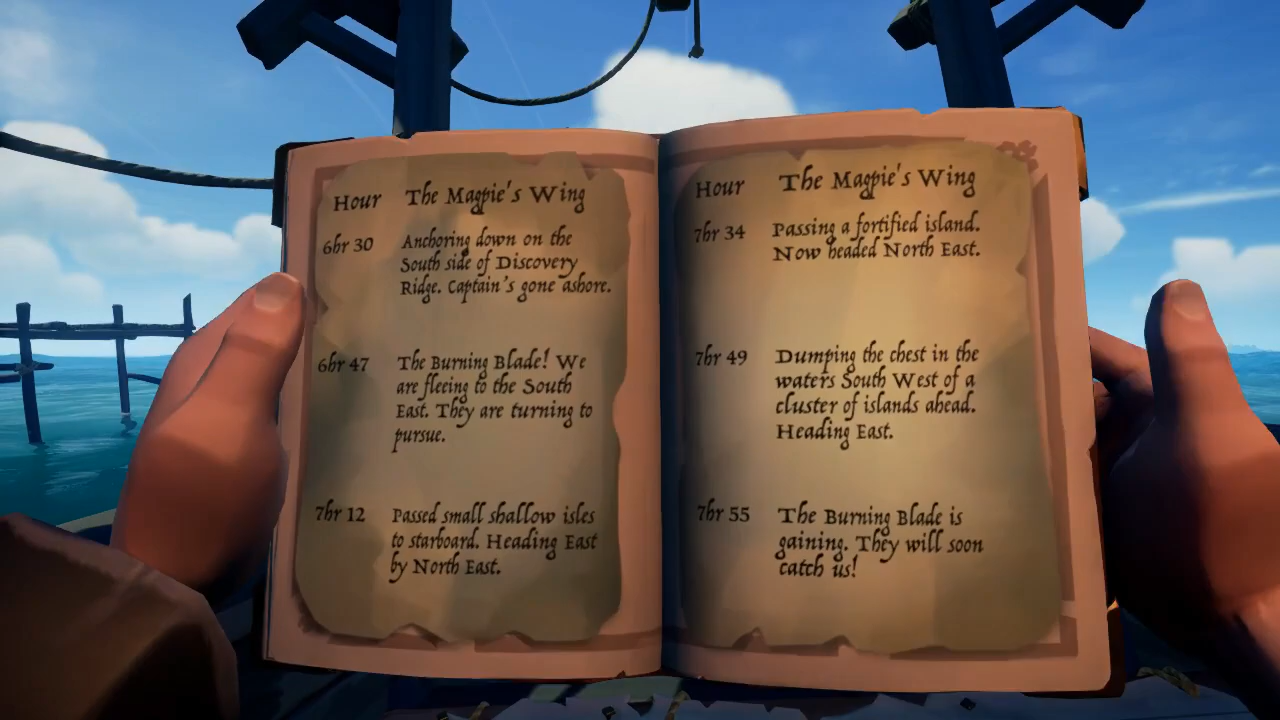 Hour The Magpie's Wing
6hr 30 Anchoring down on the
South side of Discovery
Ridge. Captain's gone ashore.
6hr 47 The Burning Blade! We
are fleeing to the South
East. They are turning to
pursue.
7hr 12 Passed small shallow isles
to starboard. Heading East
by North East.
Hour The Magpie's Wing
7hr 34 Passing a fortified island.
Now headed North East.
7hr 49 Dumping the chest in the
waters South West of a
cluster of islands ahead.
Heading East.
7hr 55 The Burning Blade is
gaining. They will soon
catch us!